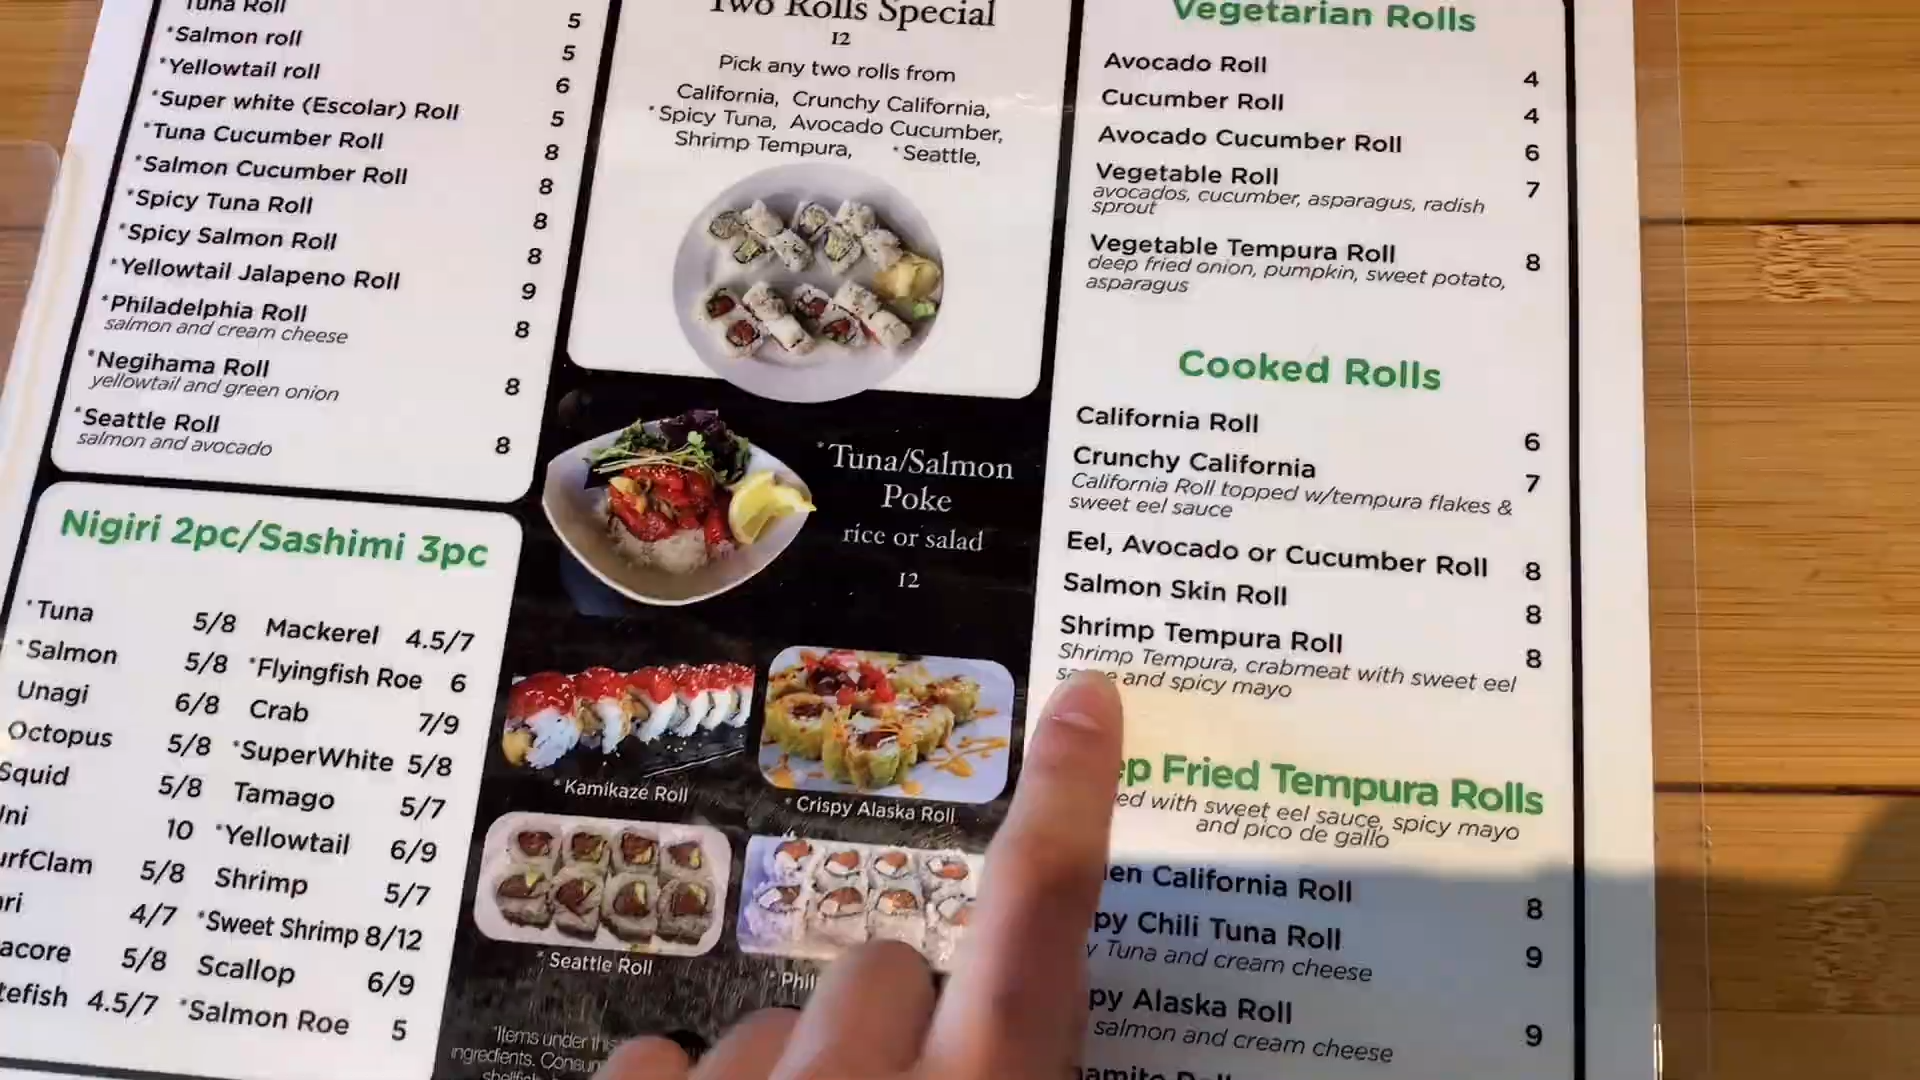 Tuna Roll 5
*Salmon roll 5
*Yellowtail roll 6
*Super white (Escolar) Roll 5
*Tuna Cucumber Roll 8
*Salmon Cucumber Roll 8
*Spicy Tuna Roll 8
*Spicy Salmon Roll 8
*Yellowtail Jalapeno Roll 9
*Philadelphia Roll 8
salmon and cream cheese
*Negihama Roll 8
yellowtail and green onion
*Seattle Roll 8
salmon and avocado
Nigiri 2pc/Sashimi 3pc
*Tuna 5/8 Mackerel 4.5/7
*Salmon 5/8 *Flyingfish Roe 6
Unagi 6/8 Crab 7/9
Octopus 5/8 *SuperWhite 5/8
Squid 5/8 Tamago 5/7
10 *Yellowtail 6/9
5/8 Shrimp 5/7
4/7 *Sweet Shrimp 8/12
5/8 Scallop 6/9
4.5/7 *Salmon Roe 5
Two Rolls Special
12
Pick any two rolls from
California, Crunchy California,
*Spicy Tuna, Avocado Cucumber,
Shrimp Tempura, *Seattle,
*Tuna/Salmon
Poke
rice or salad
12
*Kamikaze Roll
*Crispy Alaska Roll
*Seattle Roll
*Items under
ingredients.
Vegetarian Rolls
Avocado Roll 4
Cucumber Roll 4
Avocado Cucumber Roll 6
Vegetable Roll 7
avocados, cucumber, asparagus, radish
sprout
Vegetable Tempura Roll 8
deep fried onion, pumpkin, sweet potato,
asparagus
Cooked Rolls
California Roll 6
Crunchy California 7
California Roll topped w/tempura flakes &
sweet eel sauce
Eel, Avocado or Cucumber Roll 8
Salmon Skin Roll 8
Shrimp Tempura Roll 8
Shrimp Tempura, crabmeat with sweet eel
and spicy mayo
Fried Tempura Rolls
with sweet eel sauce, spicy mayo
and pico de gallo
California Roll 8
Chili Tuna Roll 9
Tuna and cream cheese
Alaska Roll 9
salmon and cream cheese